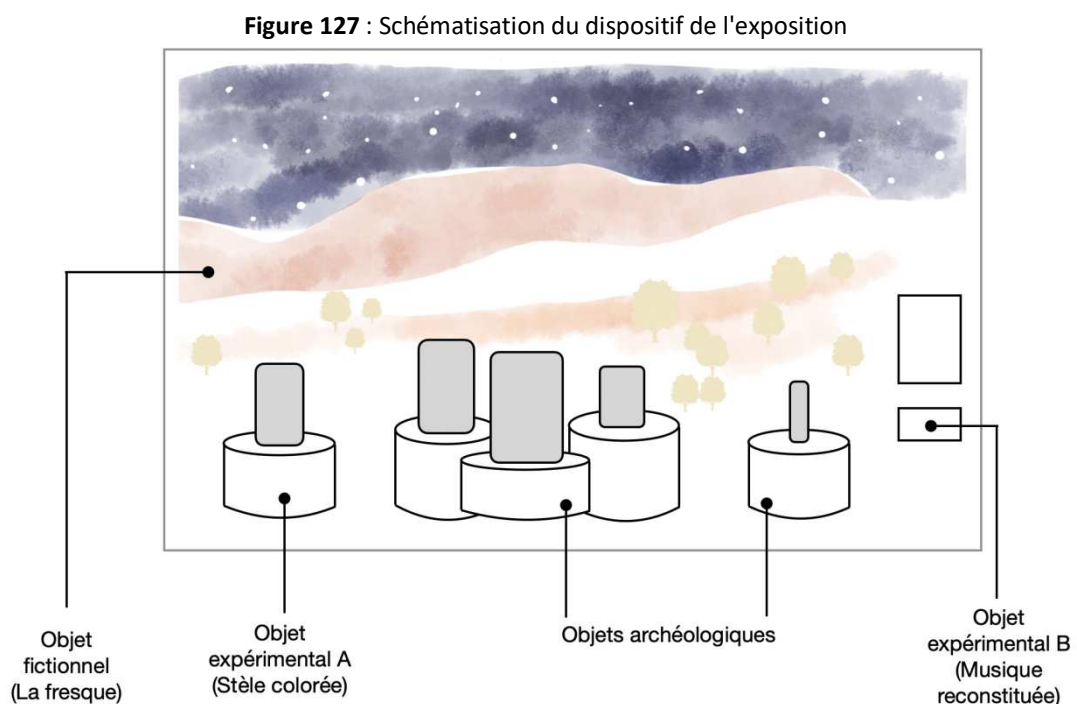 Figure 127 : Schématisation du dispositif de l'exposition
Objet
fictionnel
(La fresque)
Objet
expérimental A
(Stèle colorée)
Objets archéologiques
Objet
expérimental B
(Musique
reconstituée)